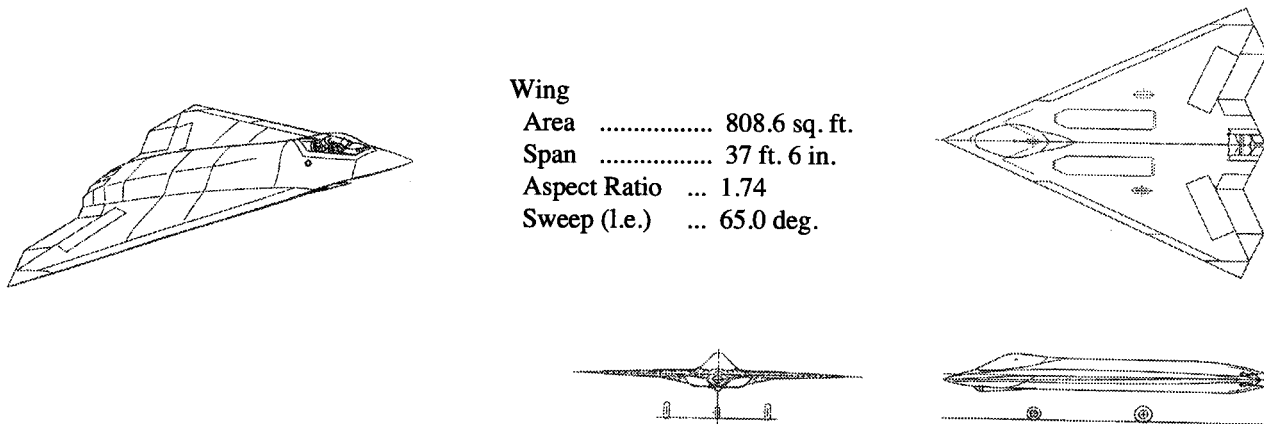 Wing
Area ................. 808.6 sq. ft.
Span ................. 37 ft. 6 in.
Aspect Ratio ... 1.74
Sweep (l.e.) ... 65.0 deg.